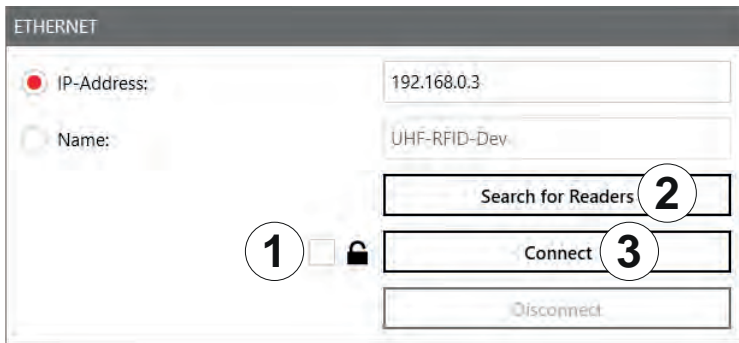 ETHERNET
IP-Address: 192.168.0.3
Name: UHF-RFID-Dev
Search for Readers 2
1 Connect 3
Disconnect